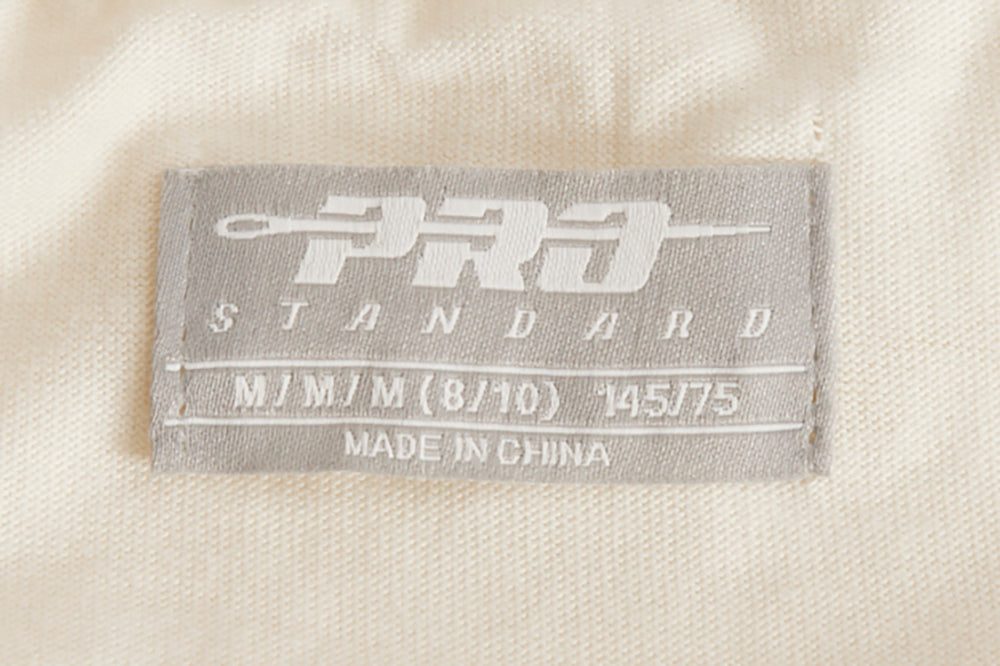 PRO
STANDARD
M/M/M (8/10) 145/75
MADE IN CHINA